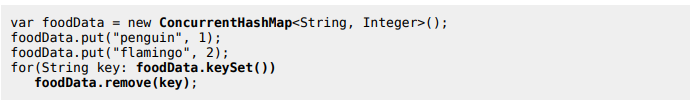 var foodData = new ConcurrentHashMap<String, Integer>();
foodData.put("penguin", 1);
foodData.put("flamingo", 2);
for(String key: foodData.keySet())
   foodData.remove(key);